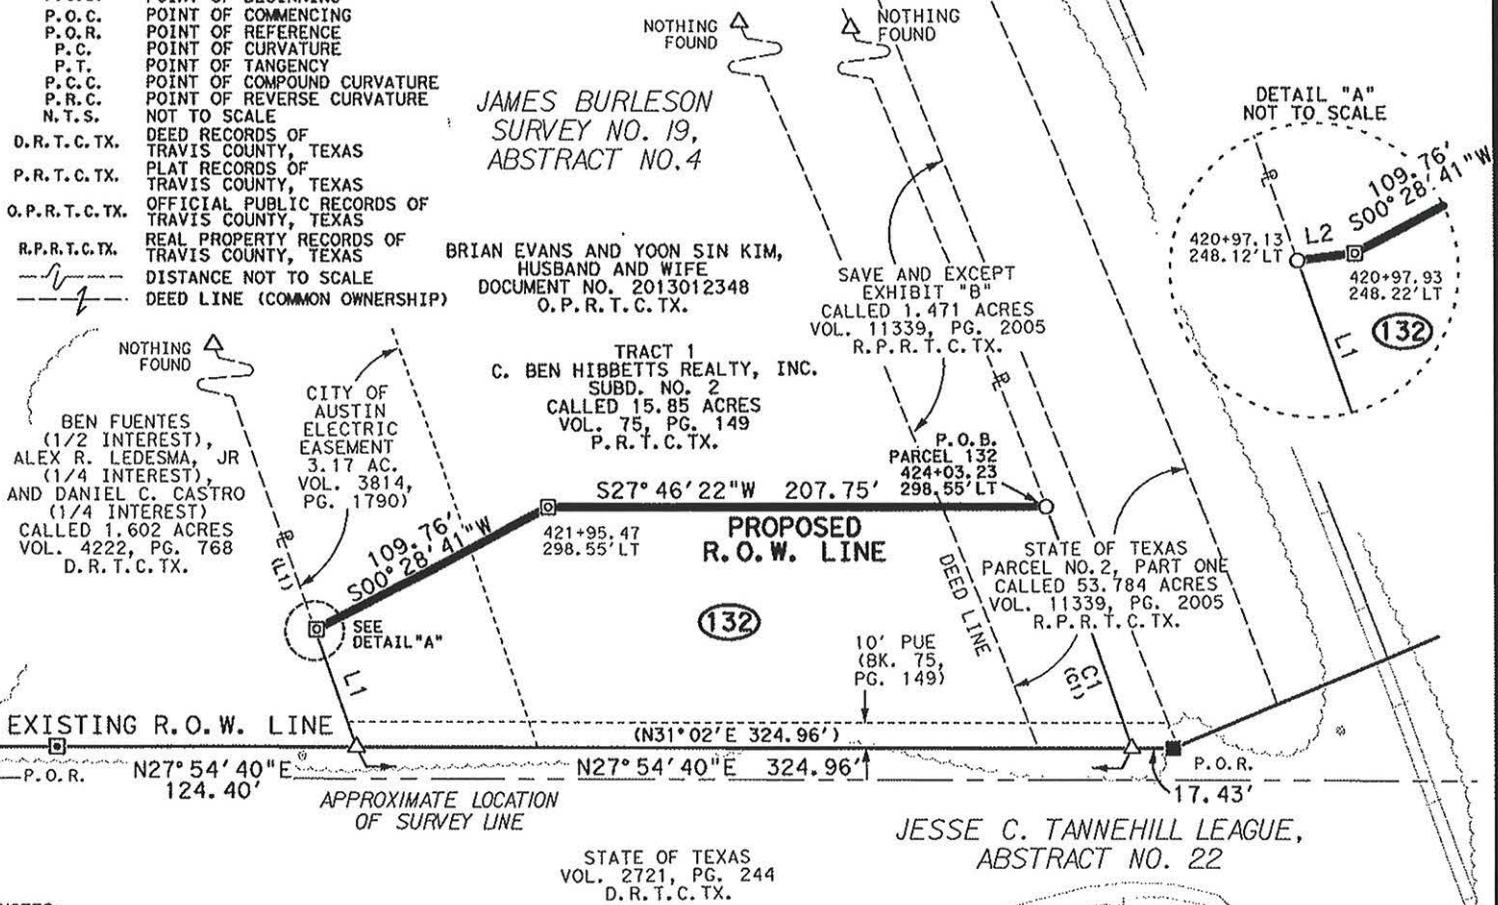 P.O.C. POINT OF COMMENCING
P.O.R. POINT OF REFERENCE
P.C. POINT OF CURVATURE
P.T. POINT OF TANGENCY
P.C.C. POINT OF COMPOUND CURVATURE
P.R.C. POINT OF REVERSE CURVATURE
N.T.S. NOT TO SCALE
D.R.T.C.TX. DEED RECORDS OF
TRAVIS COUNTY, TEXAS
P.R.T.C.TX. PLAT RECORDS OF
TRAVIS COUNTY, TEXAS
O.P.R.T.C.TX. OFFICIAL PUBLIC RECORDS OF
TRAVIS COUNTY, TEXAS
R.P.R.T.C.TX. REAL PROPERTY RECORDS OF
TRAVIS COUNTY, TEXAS
DISTANCE NOT TO SCALE
DEED LINE (COMMON OWNERSHIP)
JAMES BURLESON
SURVEY NO. 19,
ABSTRACT NO.4
NOTHING
FOUND
NOTHING
FOUND
DETAIL "A"
NOT TO SCALE
109.76'
S00°28'41"W
L2
420+97.13
248.12'LT
420+97.93
248.22'LT
132
L1
BRIAN EVANS AND YOON SIN KIM,
HUSBAND AND WIFE
DOCUMENT NO. 2013012348
O.P.R.T.C.TX.
SAVE AND EXCEPT
EXHIBIT "B"
CALLED 1.471 ACRES
VOL. 11339, PG. 2005
R.P.R.T.C.TX.
TRACT 1
C. BEN HIBBETTS REALTY, INC.
SUBD. NO. 2
CALLED 15.85 ACRES
VOL. 75, PG. 149
P.R.T.C.TX.
NOTHING
FOUND
CITY OF
AUSTIN
ELECTRIC
EASEMENT
3.17 AC.
VOL. 3814,
PG. 1790)
BEN FUENTES
(1/2 INTEREST),
ALEX R. LEDESMA, JR
(1/4 INTEREST),
AND DANIEL C. CASTRO
(1/4 INTEREST)
CALLED 1.602 ACRES
VOL. 4222, PG. 768
D.R.T.C.TX.
P.O.B.
PARCEL 132
424+03.23
298.55'LT
S27°46'22"W 207.75'
421+95.47
298.55'LT
PROPOSED
R.O.W. LINE
109.76'
S00°28'41"W
(L1)
SEE
DETAIL"A"
L1
132
DEED LINE
STATE OF TEXAS
PARCEL NO.2, PART ONE
CALLED 53.784 ACRES
VOL. 11339, PG. 2005
R.P.R.T.C.TX.
10' PUE
(BK. 75,
PG. 149)
C1
(C1)
EXISTING R.O.W. LINE
(N31°02'E 324.96')
P.O.R.
N27°54'40"E
124.40'
N27°54'40"E 324.96'
P.O.R.
17.43'
APPROXIMATE LOCATION
OF SURVEY LINE
JESSE C. TANNEHILL LEAGUE,
ABSTRACT NO. 22
STATE OF TEXAS
VOL. 2721, PG. 244
D.R.T.C.TX.